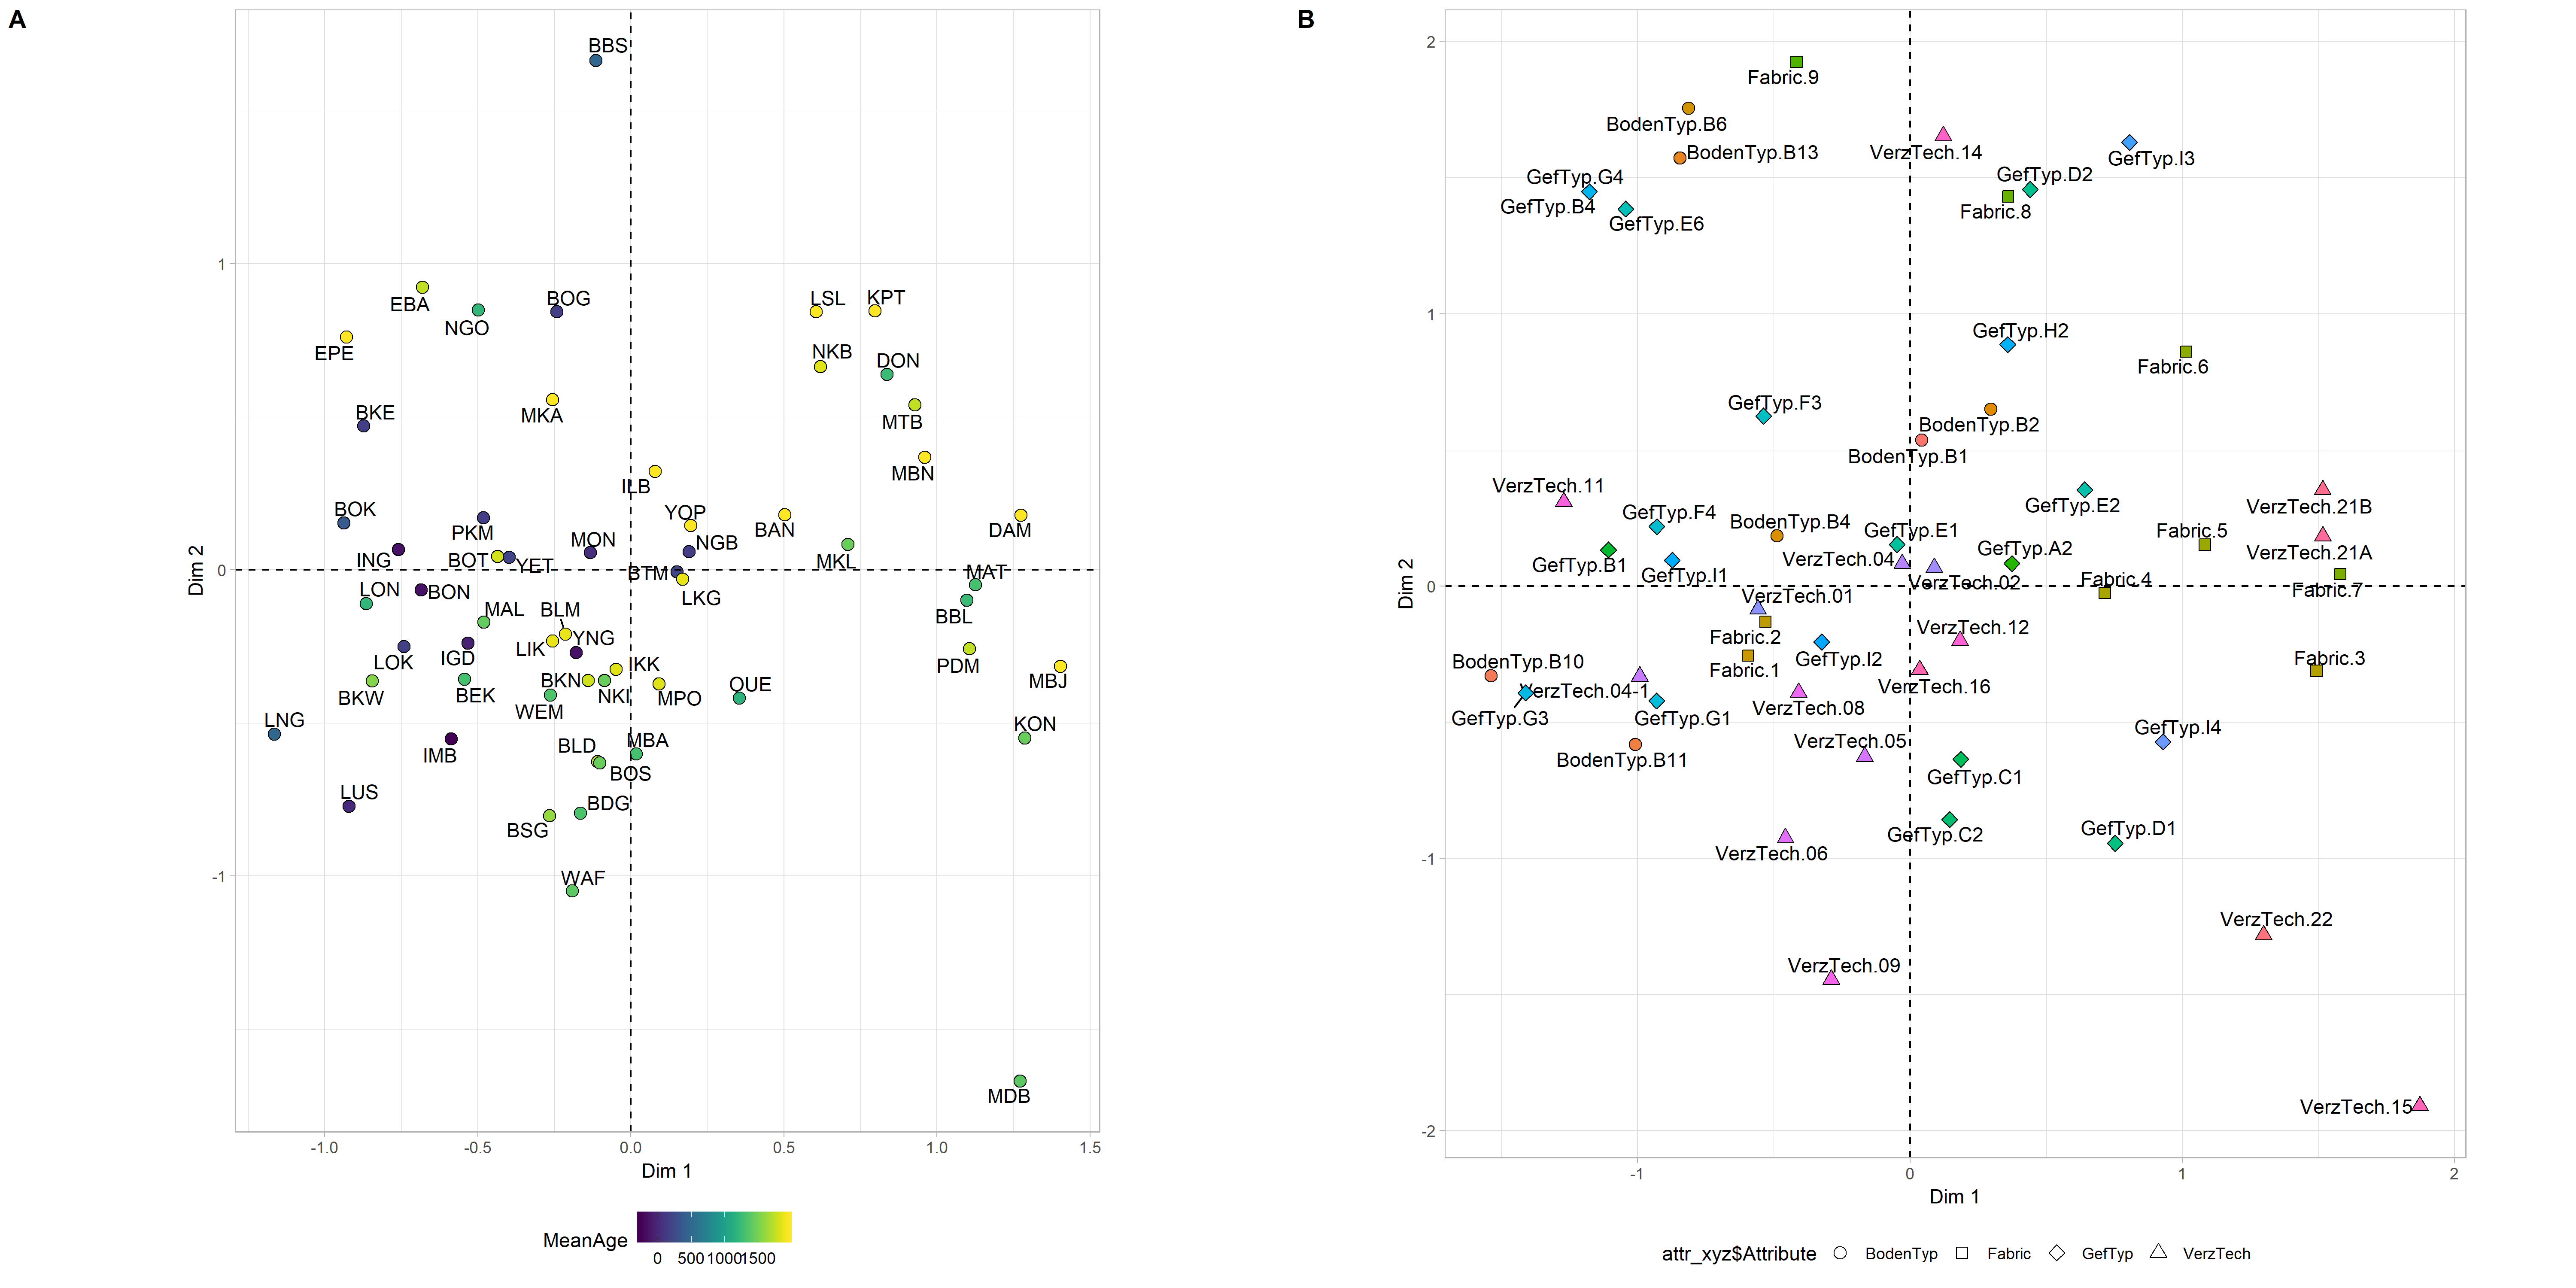 A
BBS
1
EBA
NGO
BOG
LSL
KPT
EPE
NKB
DON
BKE
MKA
MTB
MBN
ILB
BOK
PKM
MON
YOP
BAN
DAM
ING
BOT
YET
NGB
MKL
Dim 2
0
BTM
MAT
LON
BON
LKG
BBL
MAL
BLM
LOK
IGD
LIK
YNG
PDM
BKW
BEK
BKN
NKI
IKK
MPO
OUE
MBJ
WEM
LNG
IMB
BLD
MBA
KON
BOS
LUS
BSG
BDG
-1
WAF
MDB
-1.0
-0.5
0.0
0.5
1.0
1.5
Dim 1
MeanAge
0
500
1000
1500
B
2
Fabric.9
BodenTyp.B6
BodenTyp.B13
VerzTech.14
GefTyp.I3
GefTyp.G4
GefTyp.D2
GefTyp.B4
Fabric.8
GefTyp.E6
1
GefTyp.H2
Fabric.6
GefTyp.F3
BodenTyp.B2
BodenTyp.B1
VerzTech.11
GefTyp.F4
BodenTyp.B4
GefTyp.E1
GefTyp.E2
VerzTech.21B
Fabric.5
GefTyp.B1
GefTyp.I1
VerzTech.04
GefTyp.A2
VerzTech.21A
Dim 2
0
VerzTech.02
Fabric.4
Fabric.7
VerzTech.01
Fabric.2
VerzTech.12
BodenTyp.B10
Fabric.1
GefTyp.I2
Fabric.3
VerzTech.04-1
VerzTech.16
GefTyp.G3
GefTyp.G1
VerzTech.08
BodenTyp.B11
VerzTech.05
GefTyp.I4
GefTyp.C1
VerzTech.06
GefTyp.C2
GefTyp.D1
-1
VerzTech.22
VerzTech.09
VerzTech.15
-2
-1
0
1
2
Dim 1
attr_xyz$Attribute
BodenTyp
Fabric
GefTyp
VerzTech